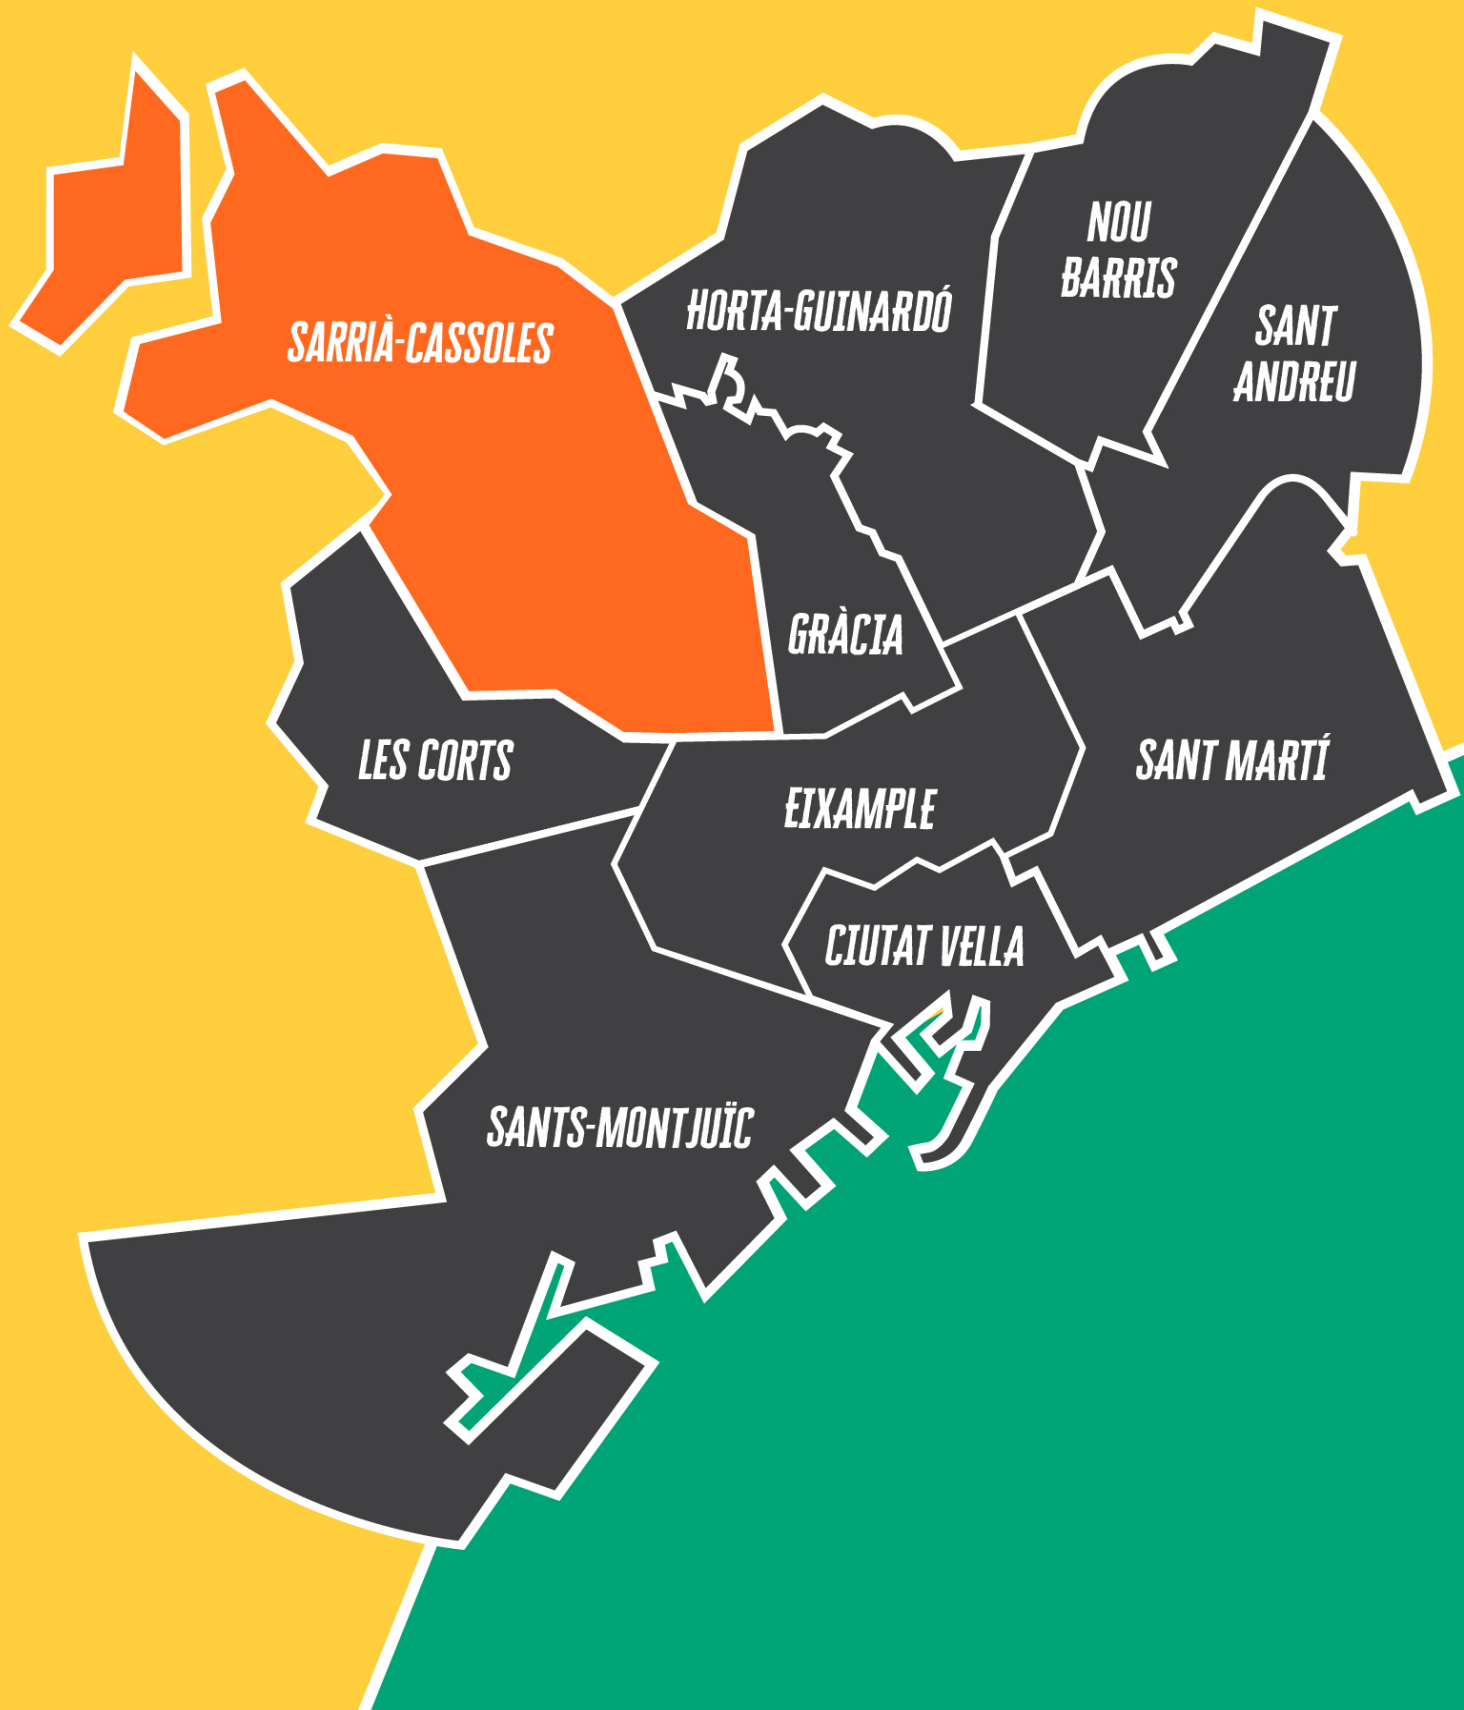 NOU
BARRIS
HORTA-GUINARDÓ
SANT
ANDREU
SARRIÀ-CASSOLES
GRÀCIA
LES CORTS
SANT MARTÍ
EIXAMPLE
CIUTAT VELLA
SANTS-MONTJUÏC